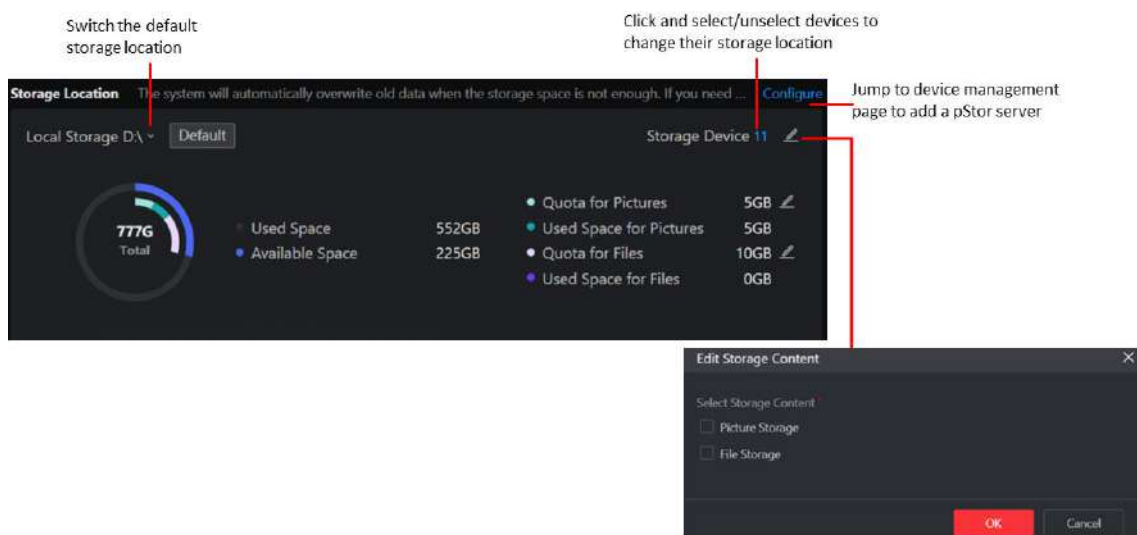 Switch the default
storage location
Click and select/unselect devices to
change their storage location
Storage Location The system will automatically overwrite old data when the storage space is not enough. If you need ... Configure
Jump to device management
page to add a pStor server
Local Storage D:\ Default
Storage Device 11
777G
Total
Used Space 552GB
Available Space 225GB
Quota for Pictures 5GB
Used Space for Pictures 5GB
Quota for Files 10GB
Used Space for Files 0GB
Edit Storage Content
Select Storage Content *
Picture Storage
File Storage
OK Cancel